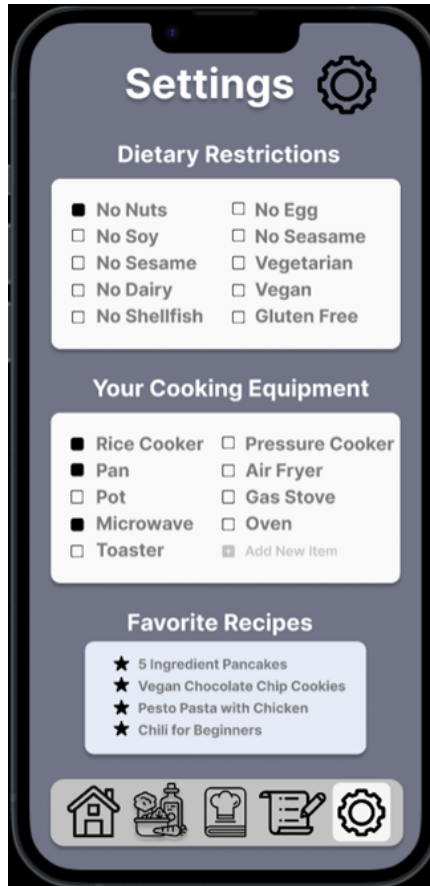 Settings
Dietary Restrictions
No Nuts
No Soy
No Sesame
No Dairy
No Shellfish
No Egg
No Seasame
Vegetarian
Vegan
Gluten Free
Your Cooking Equipment
Rice Cooker
Pan
Pot
Microwave
Toaster
Pressure Cooker
Air Fryer
Gas Stove
Oven
Add New Item
Favorite Recipes
5 Ingredient Pancakes
Vegan Chocolate Chip Cookies
Pesto Pasta with Chicken
Chili for Beginners